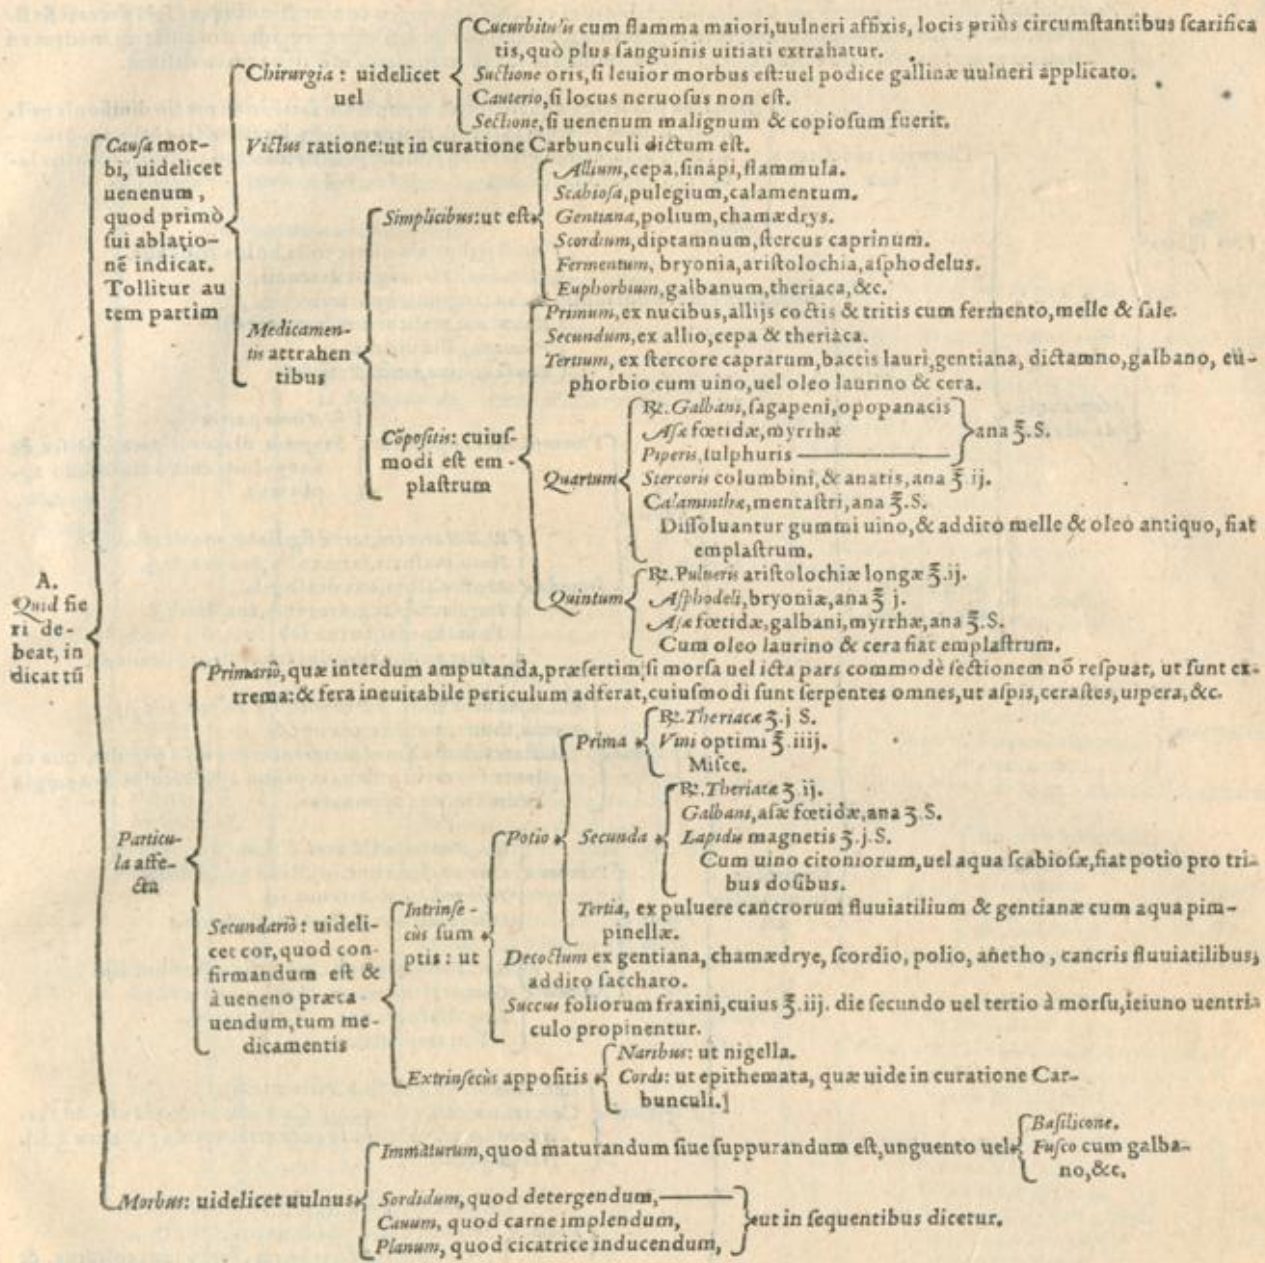 Cucurbitulis cum flamma maiori,uulneri affixis, locis priùs circumſtantibus ſcarifica
tis,quò plus ſanguinis uitiati extrahatur.
Chirurgia: uidelicet
uel
Suctione oris,ſi leuior morbus eſt:uel podice gallinæ uulneri applicato.
Cauterio,ſi locus neruoſus non eſt.
Sectione,ſi uenenum malignum & copioſum fuerit.
Victus ratione:ut in curatione Carbunculi dictum eſt.
Cauſa mor-
bi, uidelicet
uenenum,
quod primò
ſui ablatio-
nẽ indicat.
Tollitur au
tem partim
Medicamen-
tis attrahen
tibus
Simplicibus:ut eſt
Allium,cepa,ſinapi,flammula.
Scabioſa,pulegium,calamentum.
Gentiana,polium,chamædrys.
Scordium,diptamnum,ſtercus caprinum.
Fermentum, bryonia,ariſtolochia,aſphodelus.
Euphorbium,galbanum,theriaca,&c.
Cõpoſitis: cuiuſ-
modi eſt em-
plaſtrum
Primum,ex nucibus,allijs coctis & tritis cum fermento,melle & ſale.
Secundum,ex allio,cepa & theriaca.
Tertium, ex ſtercore caprarum,baccis lauri,gentiana, dictamno,galbano, eu-
phorbio cum uino,uel oleo laurino & cera.
Quartum
℞.Galbani,ſagapeni,opopanacis
Aſæ fœtidæ,myrrhæ
Piperis,ſulphuris
ana ℥.S.
Stercoris columbini,& anatis,ana ℥.ij.
Calaminthæ,mentaſtri,ana ℥.S.
Diſſoluantur gummi uino,& addito melle & oleo antiquo, fiat
emplaſtrum.
Quintum
℞.Pulueris ariſtolochiæ longæ ℥.ij.
Aſphodeli,bryoniæ,ana ℥ j.
Aſæ fœtidæ,galbani,myrrhæ,ana ℥.S.
Cum oleo laurino & cera fiat emplaſtrum.
A.
Quid fie
ri de-
beat, in
dicat tũ
Particu-
la affe-
cta
Primariò, quæ interdum amputanda,præſertim ſi morſa uel icta pars commodè ſectionem nõ reſpuat, ut ſunt ex-
trema:& fera ineuitabile periculum adferat,cuiuſmodi ſunt ſerpentes omnes,ut aſpis,ceraſtes,uipera,&c.
Secundariò: uideli-
cet cor,quod con-
firmandum eſt &
à ueneno præca
uendum,tum me-
dicamentis
Intrinſe-
cùs ſum
ptis: ut
Potio
Prima
℞.Theriacæ ʒ.j S.
Vini optimi ℥.iiij.
Miſce.
Secunda
℞.Theriacæ ʒ.ij.
Galbani,aſæ fœtidæ,ana ʒ.S.
Lapidis magnetis ʒ.j.S.
Cum uino citoniorum,uel aqua ſcabioſæ,fiat potio pro tri-
bus doſibus.
Tertia, ex puluere cancrorum fluuiatilium & gentianæ cum aqua pim-
pinellæ.
Decoctum ex gentiana, chamædrye, ſcordio, polio, anetho, cancris fluuiatilibus,
addito ſaccharo.
Succus foliorum fraxini,cuius ℥.iij. die ſecundo uel tertio à morſu,ieiuno uentri-
culo propinentur.
Extrinſecùs appoſitis
Naribus: ut nigella.
Cordi: ut epithemata, quæ uide in curatione Car-
bunculi.]
Morbus: uidelicet uulnus
Immaturum,quod maturandum ſiue ſuppurandum eſt,unguento uel
Baſilicone.
Fuſco cum galba-
no,&c.
Sordidum, quod detergendum,
Cauum, quod carne implendum,
Planum, quod cicatrice inducendum,
ut in ſequentibus dicetur.